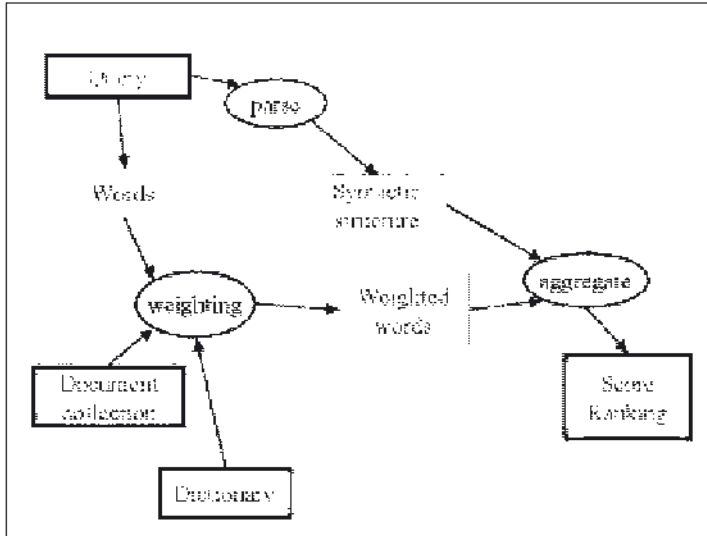 Query
parse
Words
Syntactic
structure
weighting
Weighted
words
aggregate
Document
collection
Score
Ranking
Dictionary